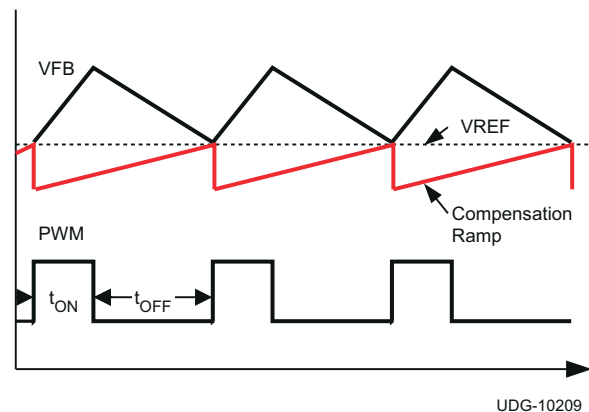 VFB
VREF
Compensation
Ramp
PWM
tON
tOFF
UDG-10209